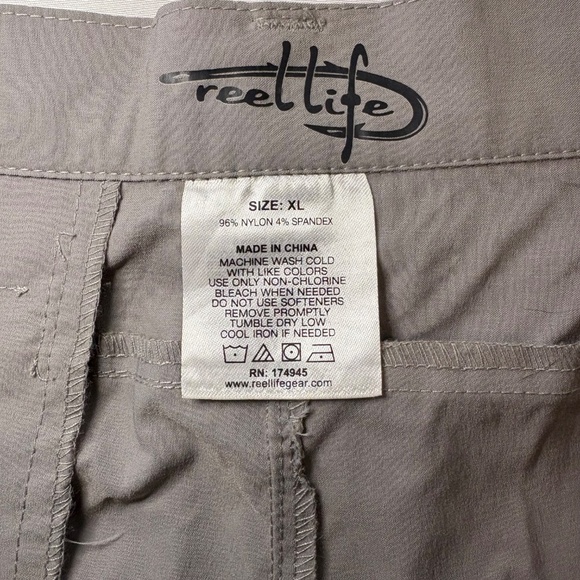 reel life
SIZE: XL
96% NYLON 4% SPANDEX
MADE IN CHINA
MACHINE WASH COLD
WITH LIKE COLORS
USE ONLY NON-CHLORINE
BLEACH WHEN NEEDED
DO NOT USE SOFTENERS
REMOVE PROMPTLY
TUMBLE DRY LOW
COOL IRON IF NEEDED
RN: 174945
www.reellifegear.com